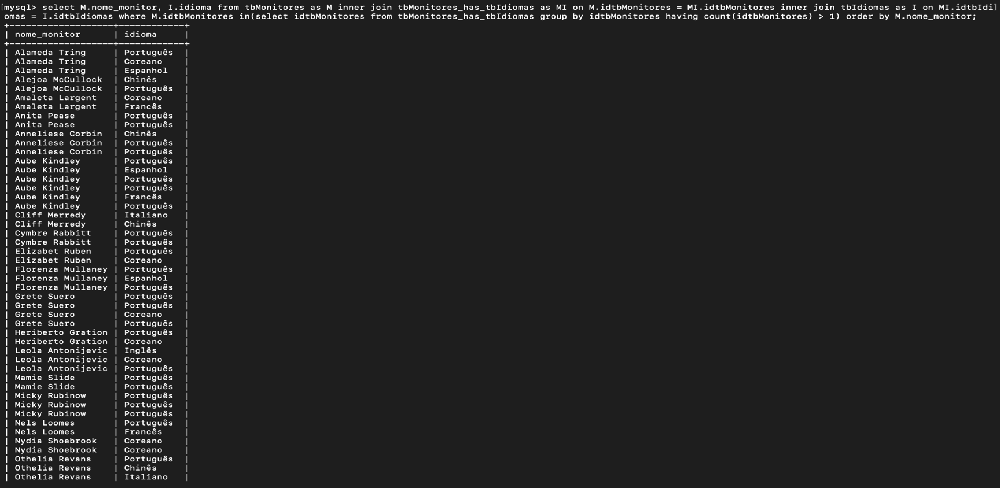 [mysql> select M.nome_monitor, I.idioma from tbMonitores as M inner join tbMonitores_has_tbIdiomas as MI on M.idtbMonitores = MI.idtbMonitores inner join tbIdiomas as I on MI.idtbIdi]
omas = I.idtbIdiomas where M.idtbMonitores in(select idtbMonitores from tbMonitores_has_tbIdiomas group by idtbMonitores having count(idtbMonitores) > 1) order by M.nome_monitor;
+-------------------+------------+
| nome_monitor      | idioma     |
+-------------------+------------+
| Alameda Tring     | Português  |
| Alameda Tring     | Coreano    |
| Alameda Tring     | Espanhol   |
| Alejoa McCullock  | Chinês     |
| Alejoa McCullock  | Português  |
| Amaleta Largent   | Coreano    |
| Amaleta Largent   | Francês    |
| Anita Pease       | Português  |
| Anita Pease       | Português  |
| Anneliese Corbin  | Chinês     |
| Anneliese Corbin  | Português  |
| Anneliese Corbin  | Português  |
| Aube Kindley      | Português  |
| Aube Kindley      | Espanhol   |
| Aube Kindley      | Português  |
| Aube Kindley      | Português  |
| Aube Kindley      | Francês    |
| Aube Kindley      | Português  |
| Cliff Merredy     | Italiano   |
| Cliff Merredy     | Chinês     |
| Cymbre Rabbitt    | Português  |
| Cymbre Rabbitt    | Português  |
| Elizabet Ruben    | Português  |
| Elizabet Ruben    | Coreano    |
| Florenza Mullaney | Português  |
| Florenza Mullaney | Espanhol   |
| Florenza Mullaney | Português  |
| Grete Suero       | Português  |
| Grete Suero       | Português  |
| Grete Suero       | Coreano    |
| Grete Suero       | Português  |
| Heriberto Gration | Português  |
| Heriberto Gration | Coreano    |
| Leola Antonijevic | Inglês     |
| Leola Antonijevic | Coreano    |
| Leola Antonijevic | Português  |
| Mamie Slide       | Português  |
| Mamie Slide       | Português  |
| Micky Rubinow     | Português  |
| Micky Rubinow     | Português  |
| Micky Rubinow     | Português  |
| Nels Loomes       | Português  |
| Nels Loomes       | Francês    |
| Nydia Shoebrook   | Coreano    |
| Nydia Shoebrook   | Coreano    |
| Othelia Revans    | Português  |
| Othelia Revans    | Chinês     |
| Othelia Revans    | Italiano   |